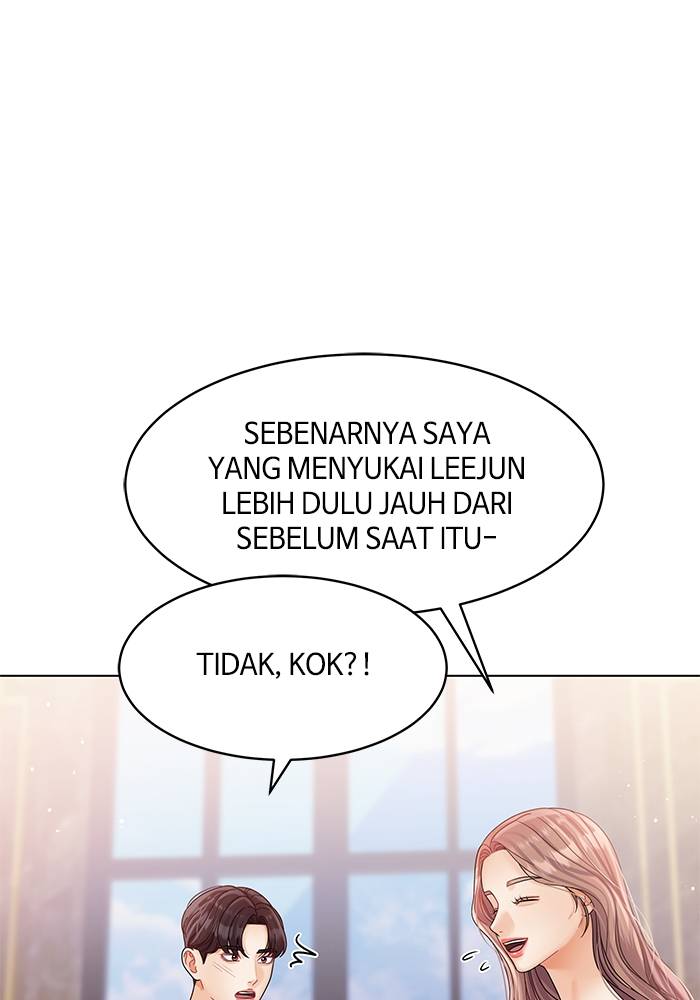 SEBENARNYA SAYA
YANG MENYUKAI LEEJUN
LEBIH DULU JAUH DARI
SEBELUM SAAT ITU-
TIDAK, KOK?!